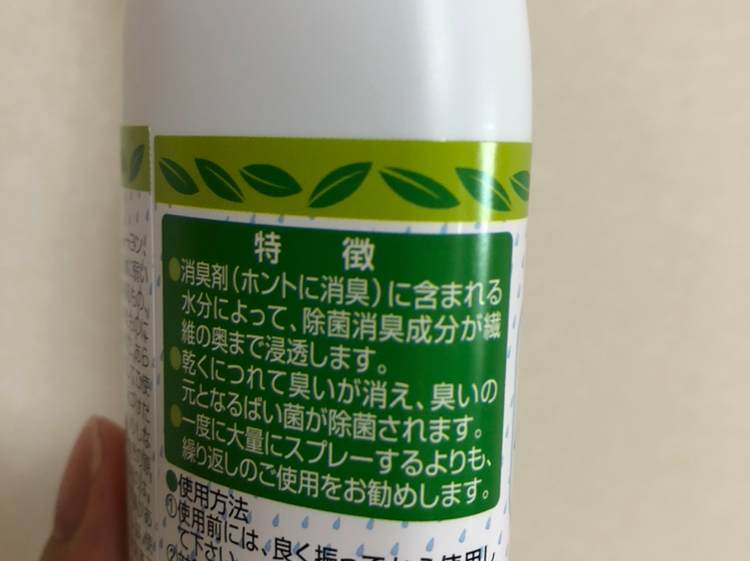 特 徴
●消臭剤(ホントに消臭)に含まれる
水分によって、除菌消臭成分が繊
維の奥まで浸透します。
●乾くにつれて臭いが消え、臭いの
元となるばい菌が除菌されます。
●一度に大量にスプレーするよりも、
繰り返しのご使用をお勧めします。
●使用方法
①使用前には、良く振ってから使用し
て下さい